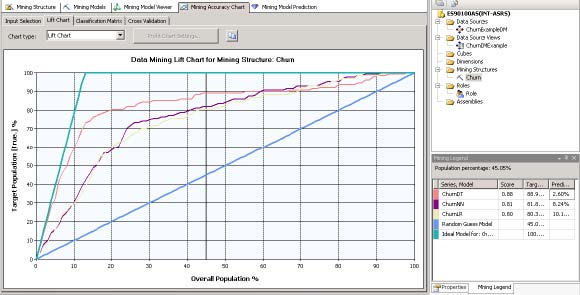 Mining Structure
Mining Models
Mining Model Viewer
Mining Accuracy Chart
Mining Model Prediction
Input Selection
Lift Chart
Classification Matrix
Cross Validation
Chart type:
Lift Chart
Profit Chart Settings...
Data Mining Lift Chart for Mining Structure: Churn
Target Population [True.] %
100
90
80
70
60
50
40
30
20
10
0
0 10 20 30 40 50 60 70 80 90 100
Overall Population %
ES90100AS(INT-ASRS)
Data Sources
ChurnExampleDM
Data Source Views
ChurnDMExample
Cubes
Dimensions
Mining Structures
Churn
Roles
Role
Assemblies
Mining Legend
Population percentage: 45.05%
Series, Model Score Targ... Predi...
ChurnDT 0.88 88.9... 2.60%
ChurnNN 0.81 81.8... 8.24%
ChurnLR 0.80 80.3... 10.1...
Random Guess Model 45.0...
Ideal Model for: Ch... 100....
Properties
Mining Legend